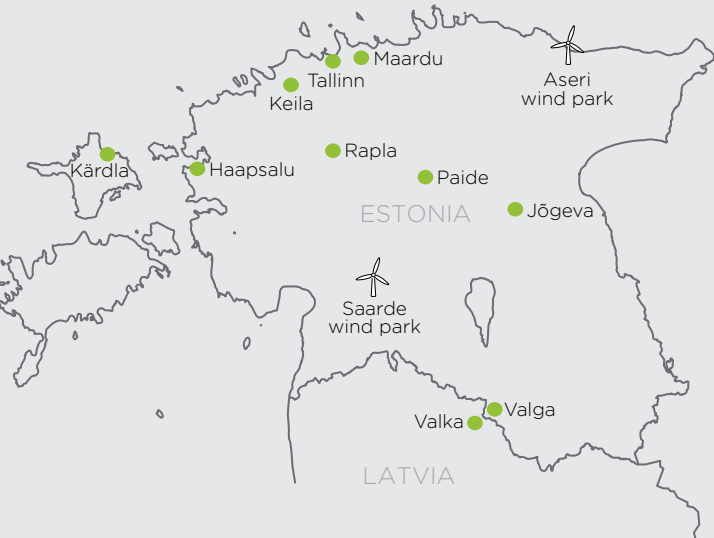 Maardu
Tallinn
Aseri
wind park
Keila
Rapla
Kärdla
Haapsalu
Paide
ESTONIA
Jõgeva
Saarde
wind park
Valga
Valka
LATVIA